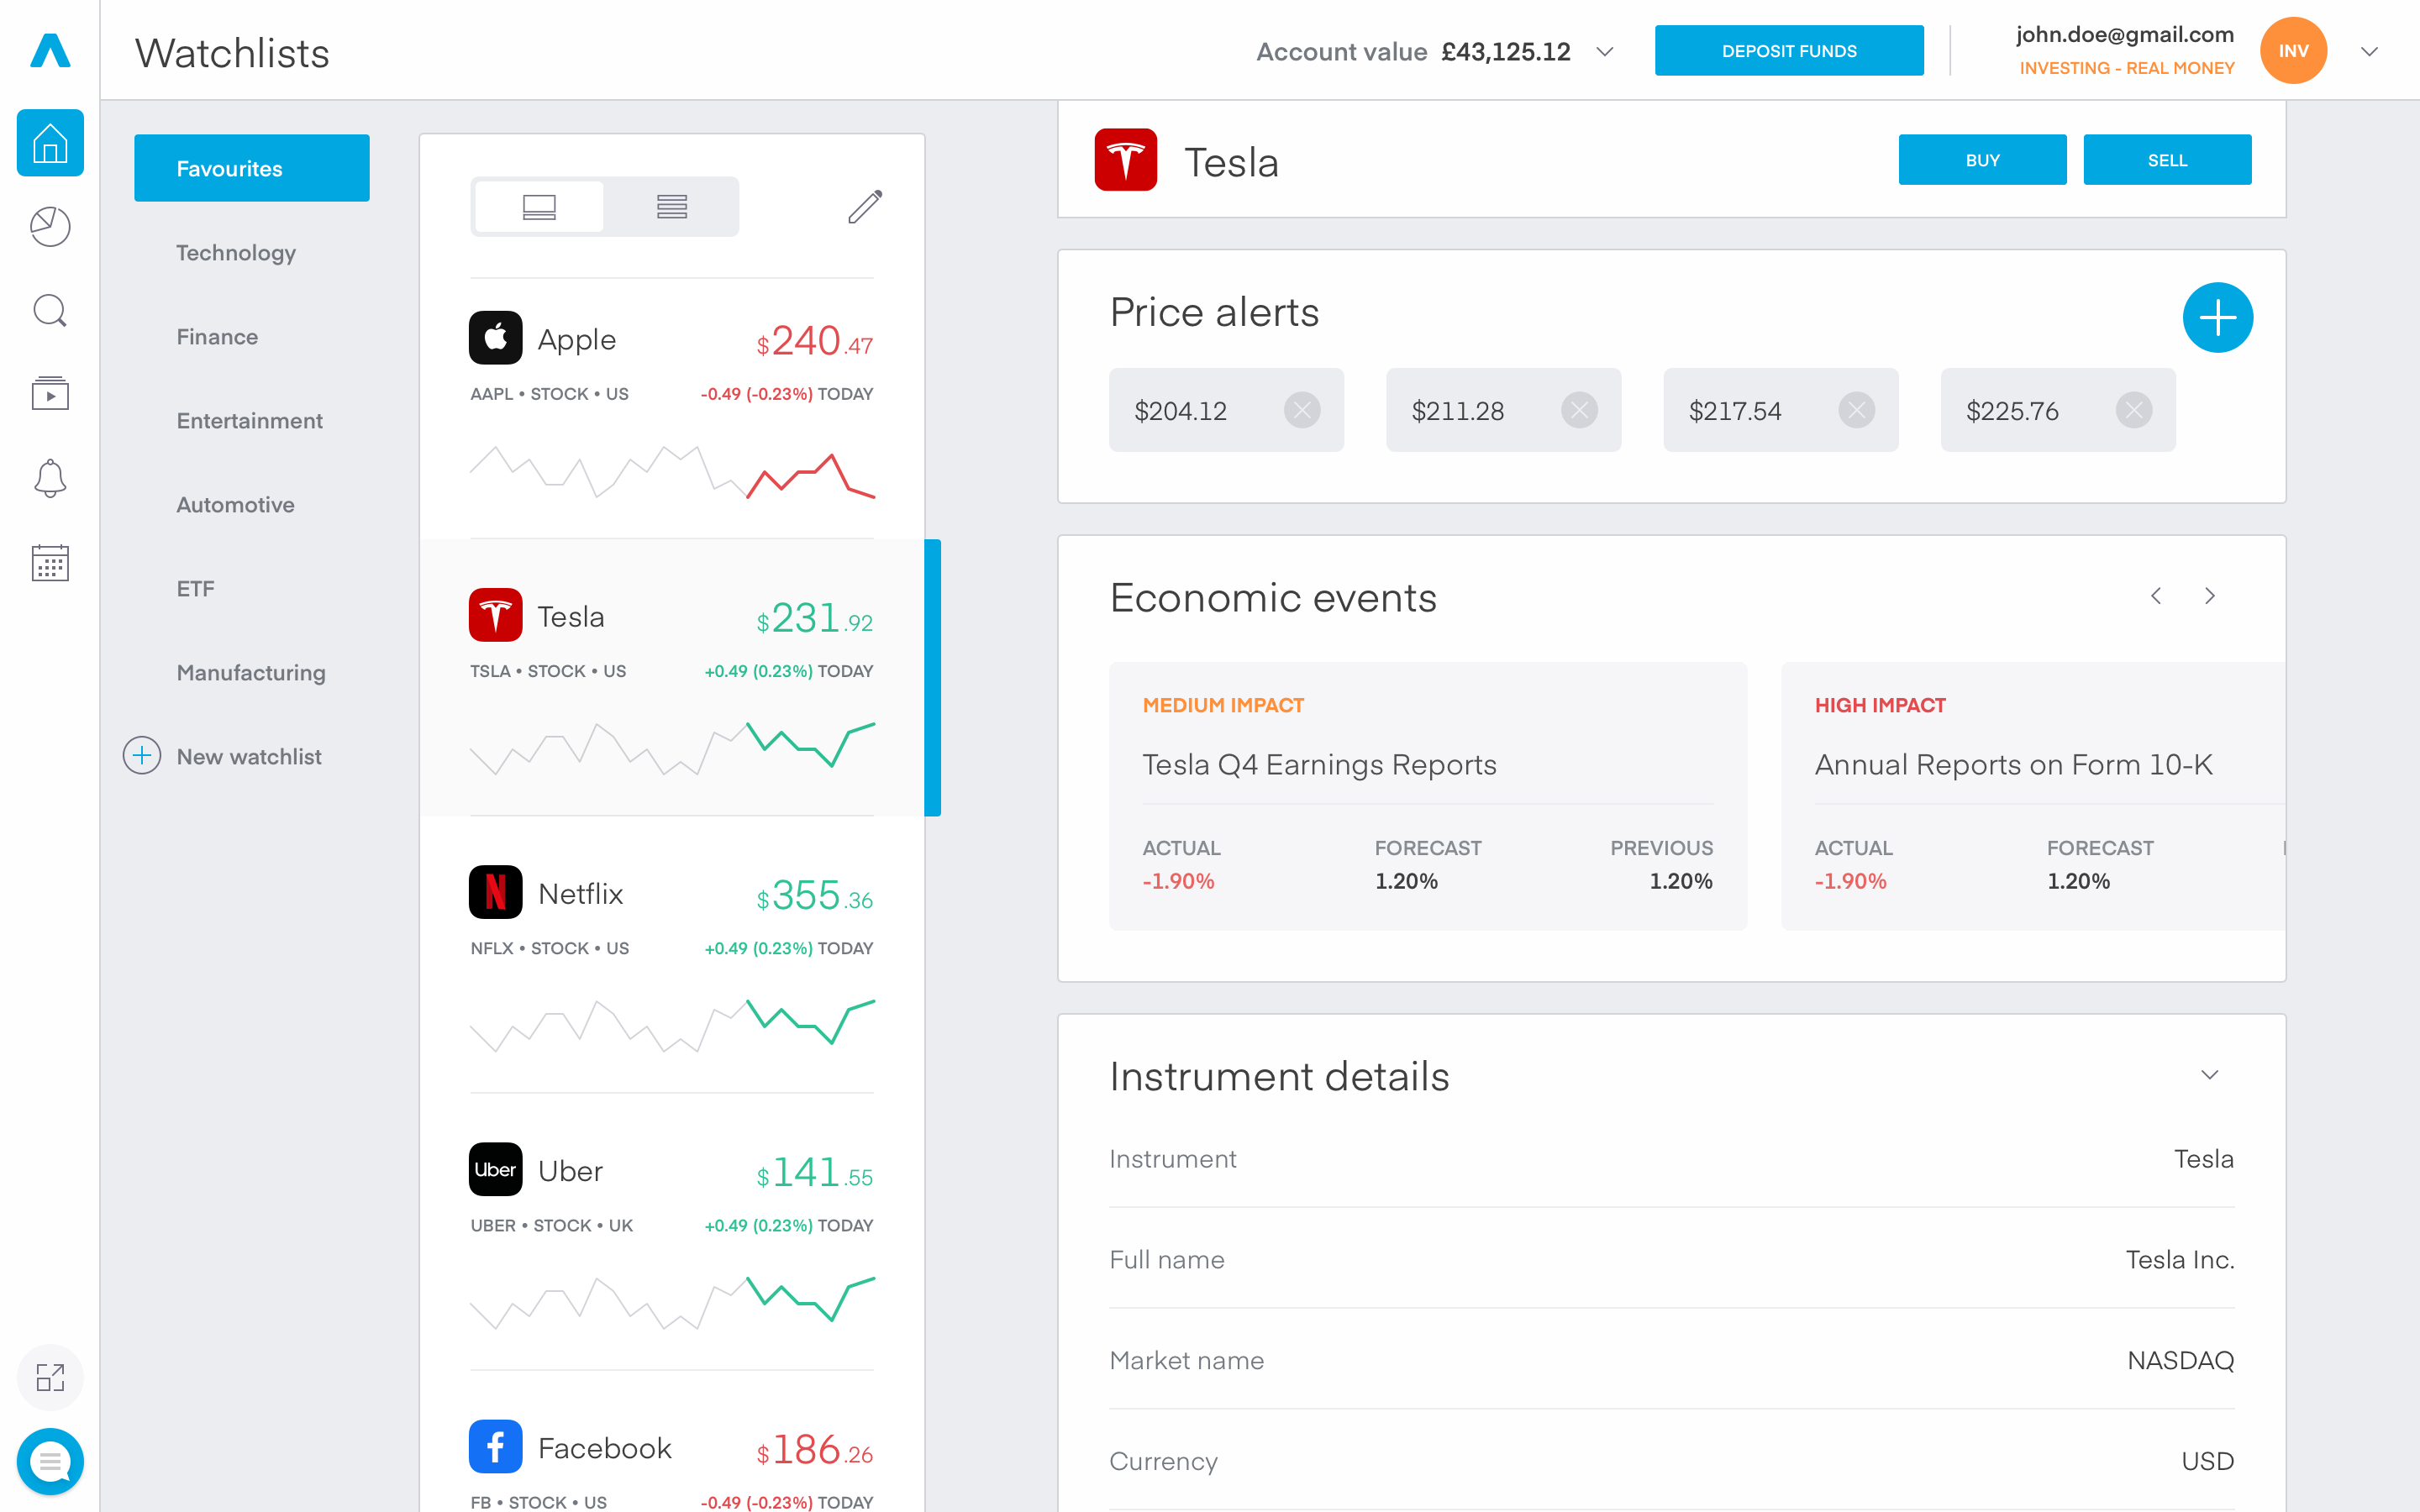 Watchlists
Account value £43,125.12
DEPOSIT FUNDS
john.doe@gmail.com
INVESTING - REAL MONEY
INV
Favourites
Technology
Finance
Entertainment
Automotive
ETF
Manufacturing
New watchlist
Apple $240.47
AAPL • STOCK • US -0.49 (-0.23%) TODAY
Tesla $231.92
TSLA • STOCK • US +0.49 (0.23%) TODAY
Netflix $355.36
NFLX • STOCK • US +0.49 (0.23%) TODAY
Uber Uber $141.55
UBER • STOCK • UK +0.49 (0.23%) TODAY
Facebook $186.26
FB • STOCK • US -0.49 (-0.23%) TODAY
Tesla
BUY SELL
Price alerts
$204.12 $211.28 $217.54 $225.76
Economic events
MEDIUM IMPACT
Tesla Q4 Earnings Reports
ACTUAL FORECAST PREVIOUS
-1.90% 1.20% 1.20%
HIGH IMPACT
Annual Reports on Form 10-K
ACTUAL FORECAST
-1.90% 1.20%
Instrument details
Instrument Tesla
Full name Tesla Inc.
Market name NASDAQ
Currency USD